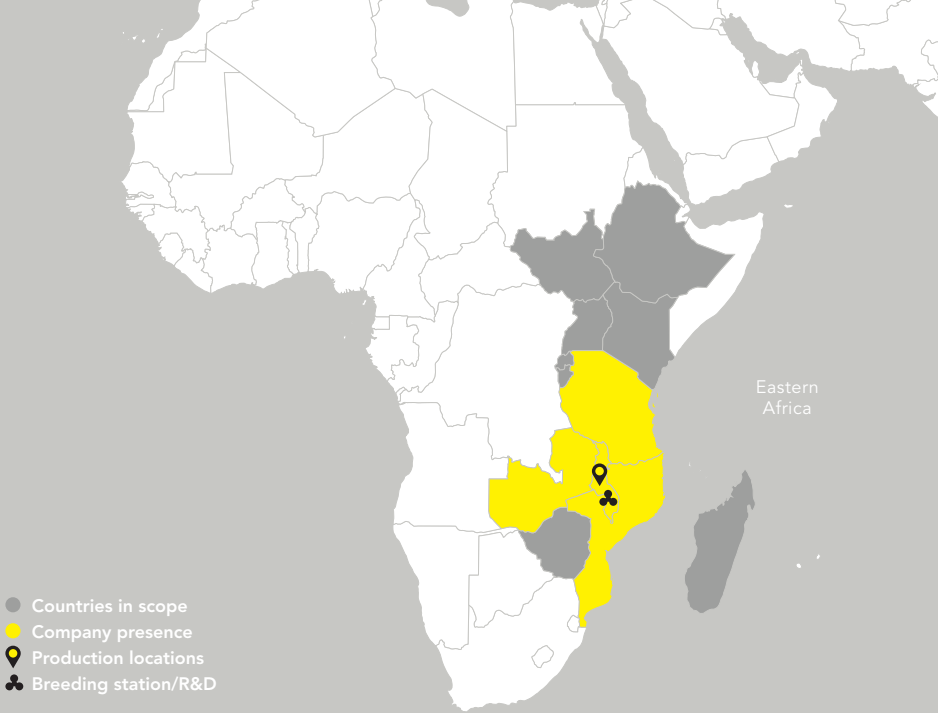 Eastern
Africa
Countries in scope
Company presence
Production locations
Breeding station/R&D